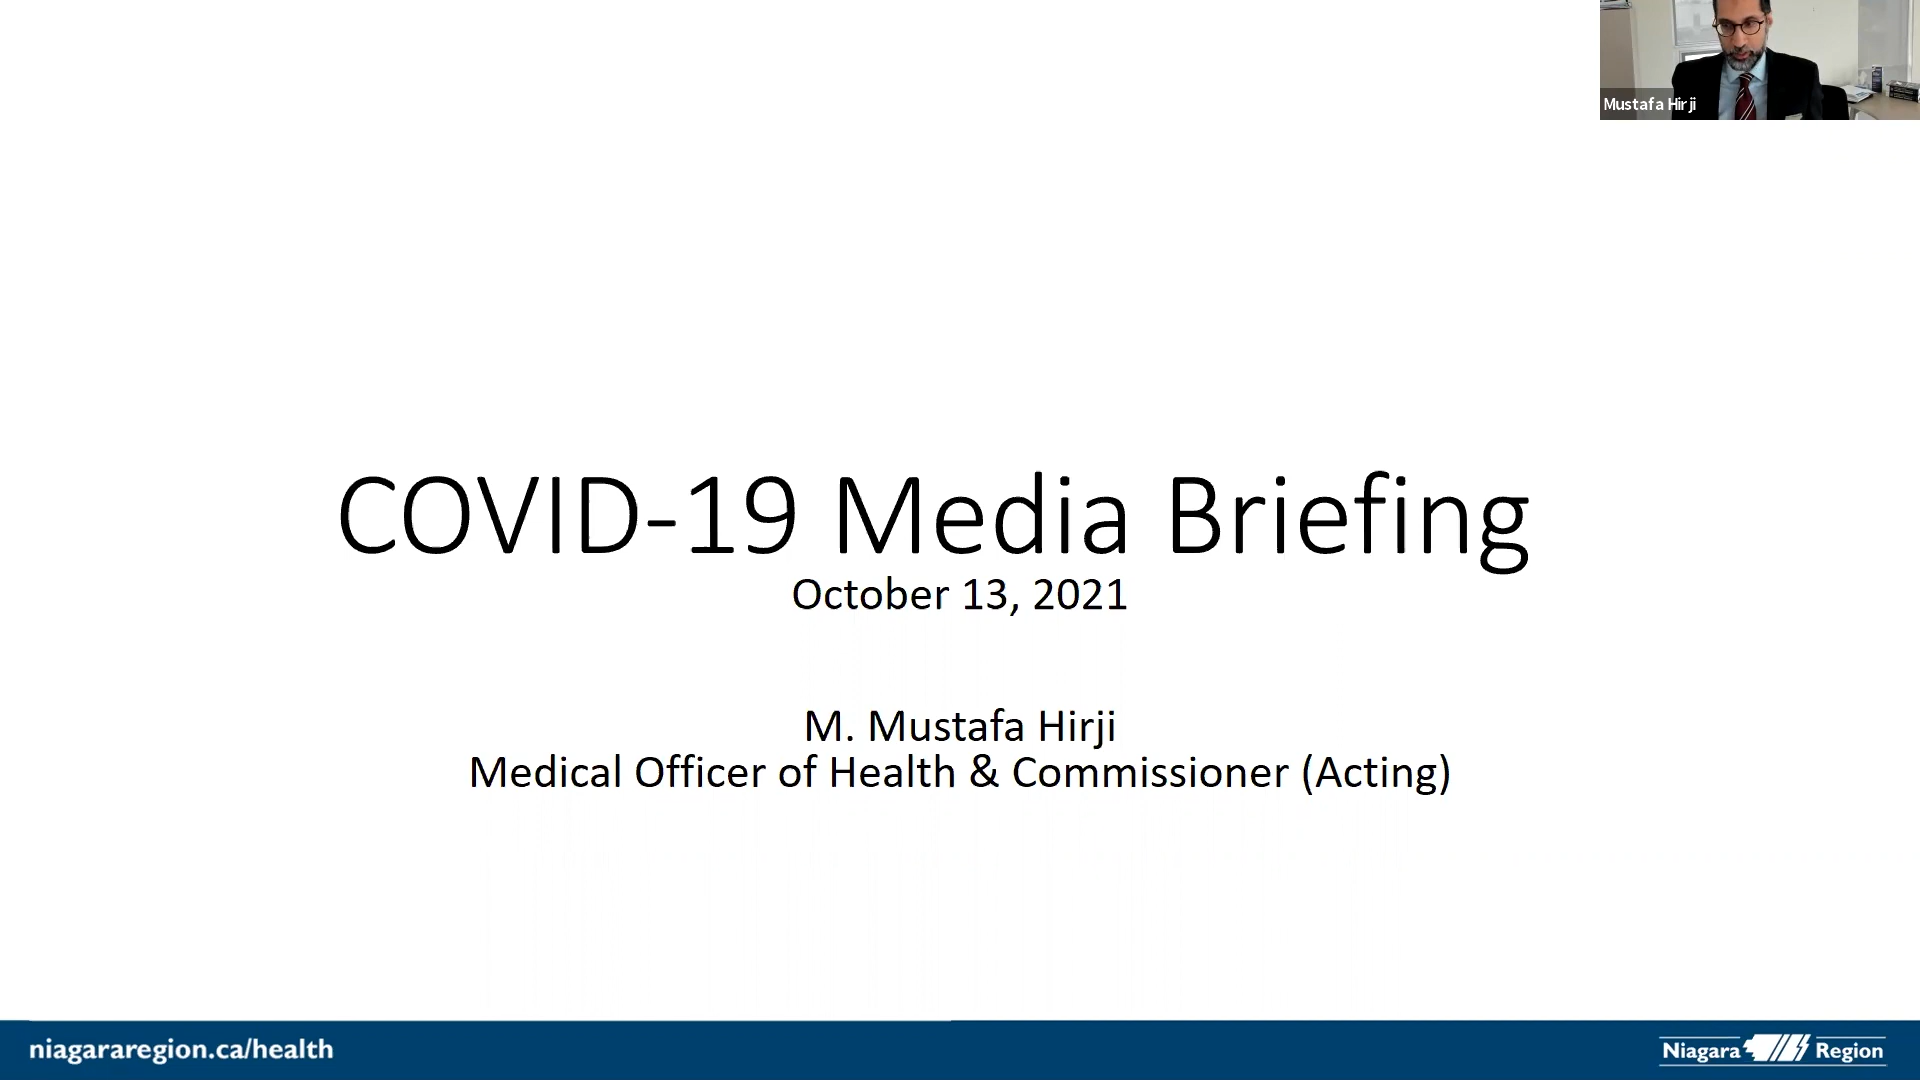 Mustafa Hirji
COVID-19 Media Briefing
October 13, 2021
M. Mustafa Hirji
Medical Officer of Health & Commissioner (Acting)
niagararegion.ca/health
Niagara Region